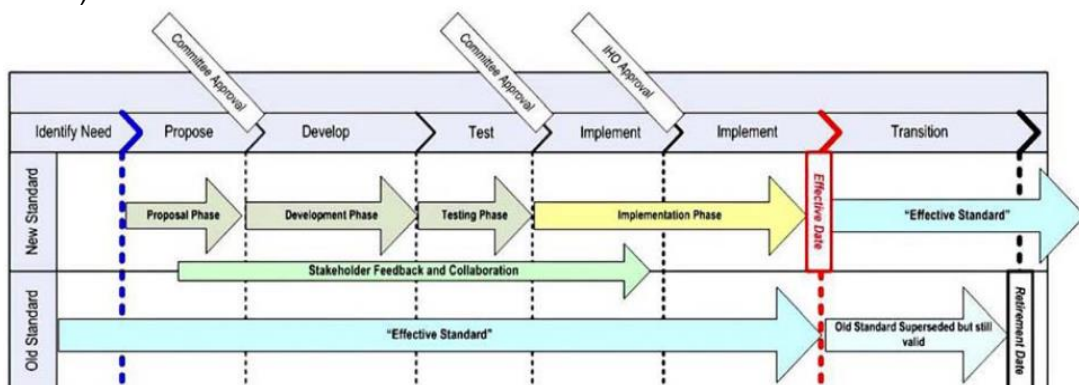 Committee Approval
Committee Approval
IHO Approval
Identify Need
Propose
Develop
Test
Implement
Implement
Transition
New Standard
Proposal Phase
Development Phase
Testing Phase
Implementation Phase
Effective Date
“Effective Standard”
Stakeholder Feedback and Collaboration
Old Standard
“Effective Standard”
Old Standard Superseded but still
valid
Retirement Date